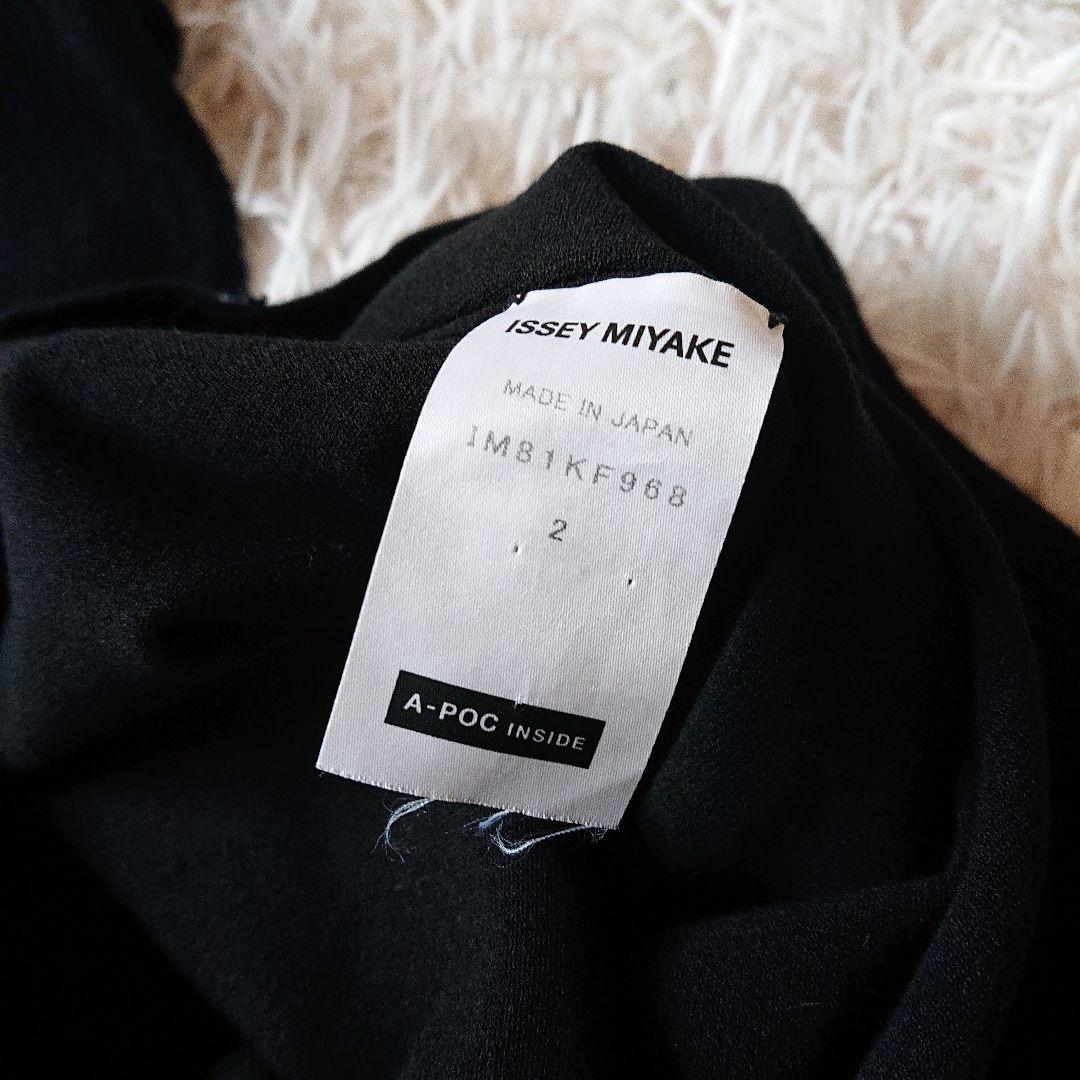 ISSEY MIYAKE
MADE IN JAPAN
IM81KF968
2
A-POC INSIDE